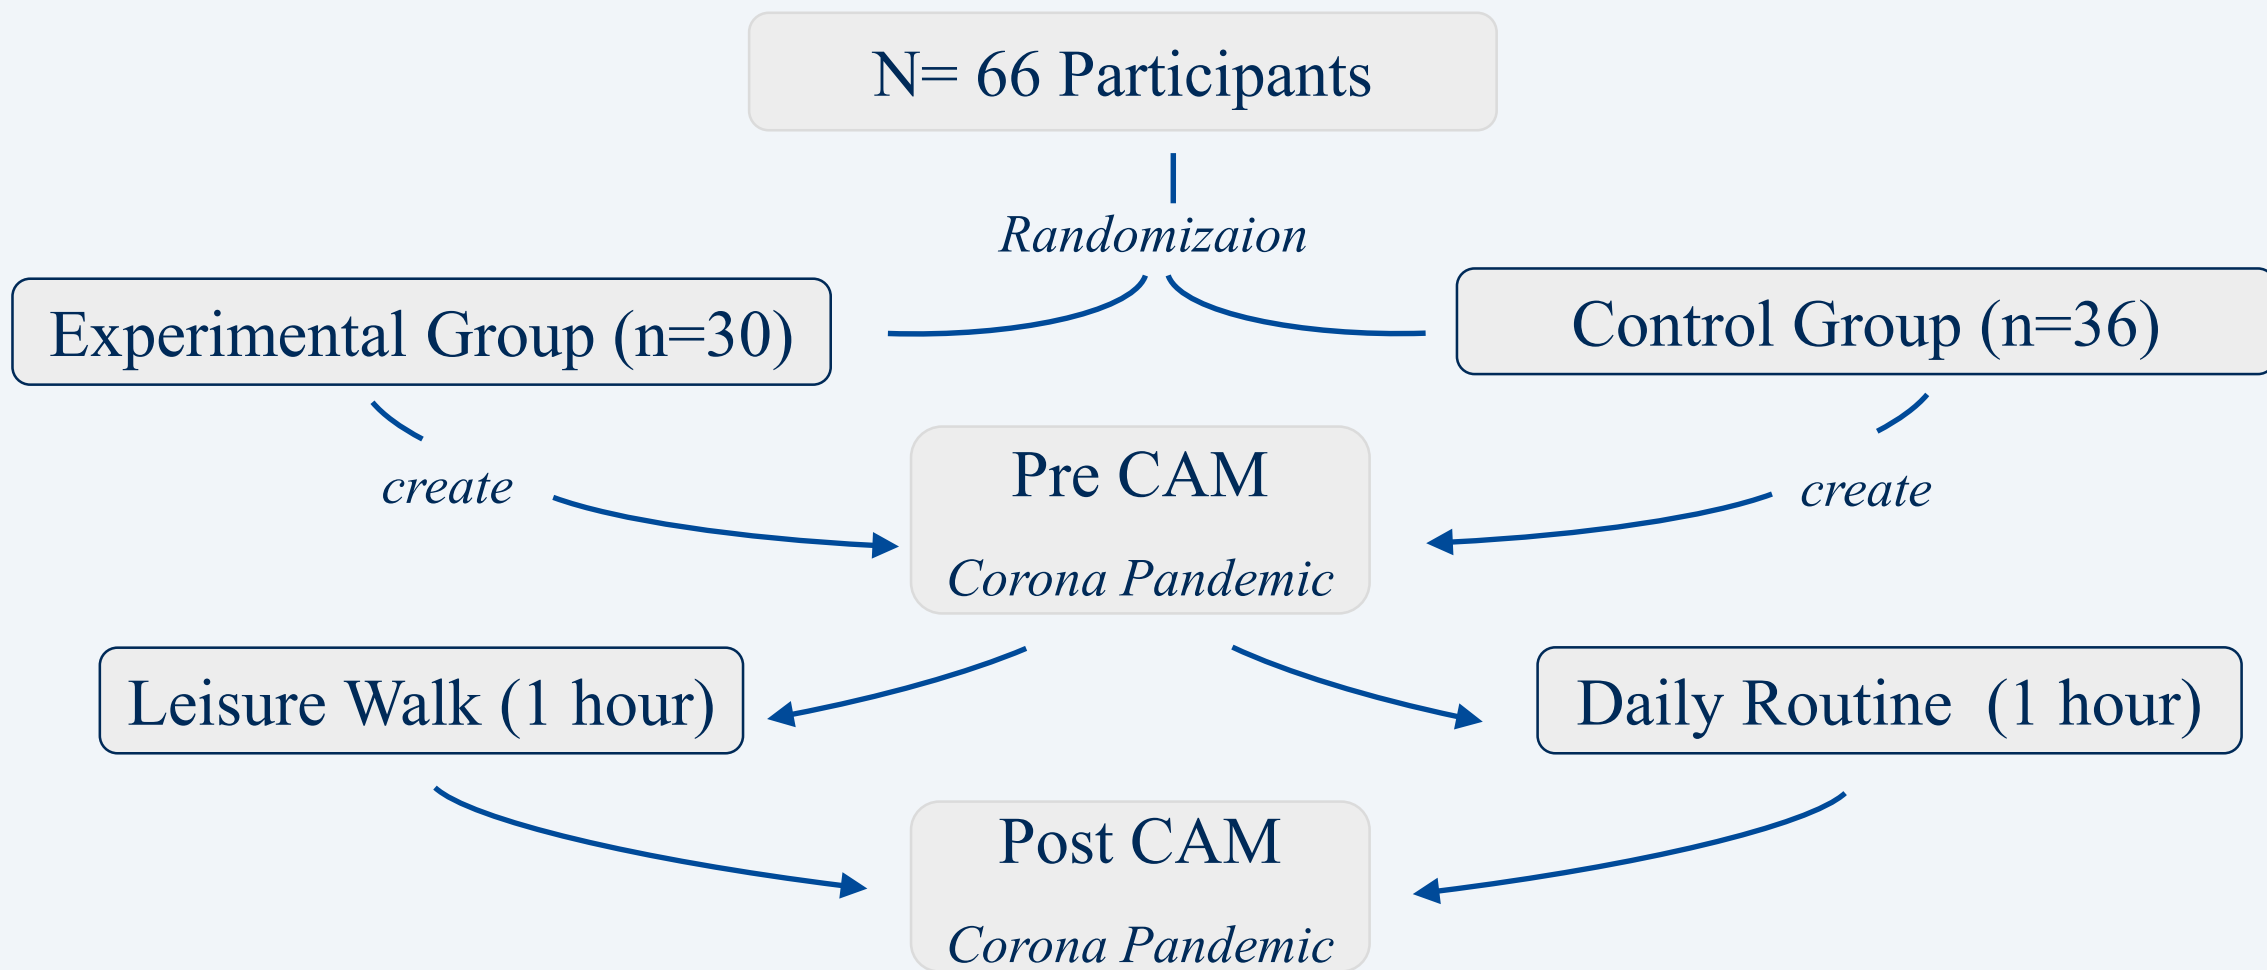 N= 66 Participants
Randomizaion
Experimental Group (n=30)
Control Group (n=36)
create
Pre CAM
Corona Pandemic
create
Leisure Walk (1 hour)
Daily Routine  (1 hour)
Post CAM
Corona Pandemic